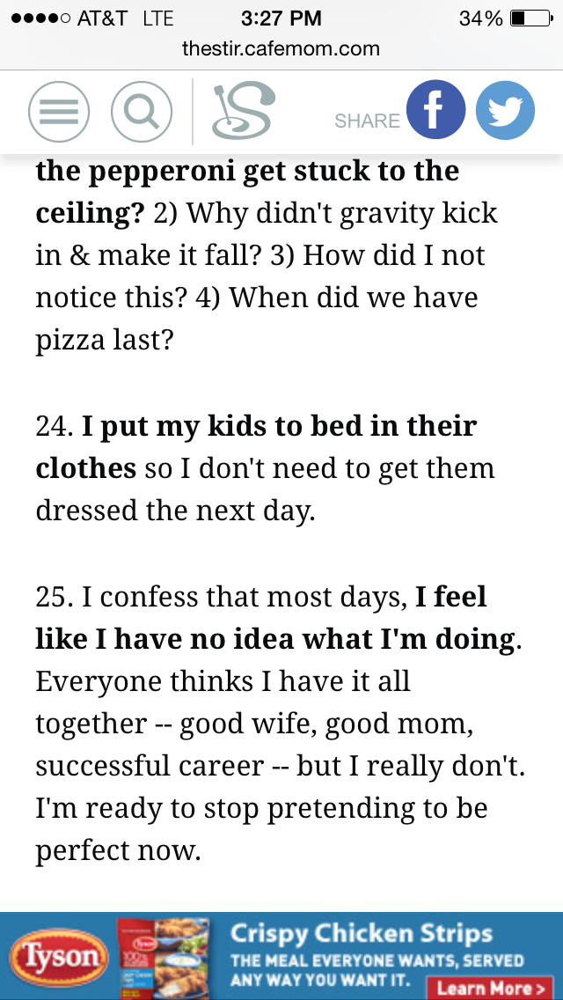 AT&T LTE 3:27 PM 34%
thestir.cafemom.com
S SHARE f
the pepperoni get stuck to the
ceiling? 2) Why didn't gravity kick
in & make it fall? 3) How did I not
notice this? 4) When did we have
pizza last?
24. I put my kids to bed in their
clothes so I don't need to get them
dressed the next day.
25. I confess that most days, I feel
like I have no idea what I'm doing.
Everyone thinks I have it all
together -- good wife, good mom,
successful career -- but I really don't.
I'm ready to stop pretending to be
perfect now.
Tyson
Tyson
100%
Crispy Chicken Strips
THE MEAL EVERYONE WANTS, SERVED
ANY WAY YOU WANT IT.
Learn More >